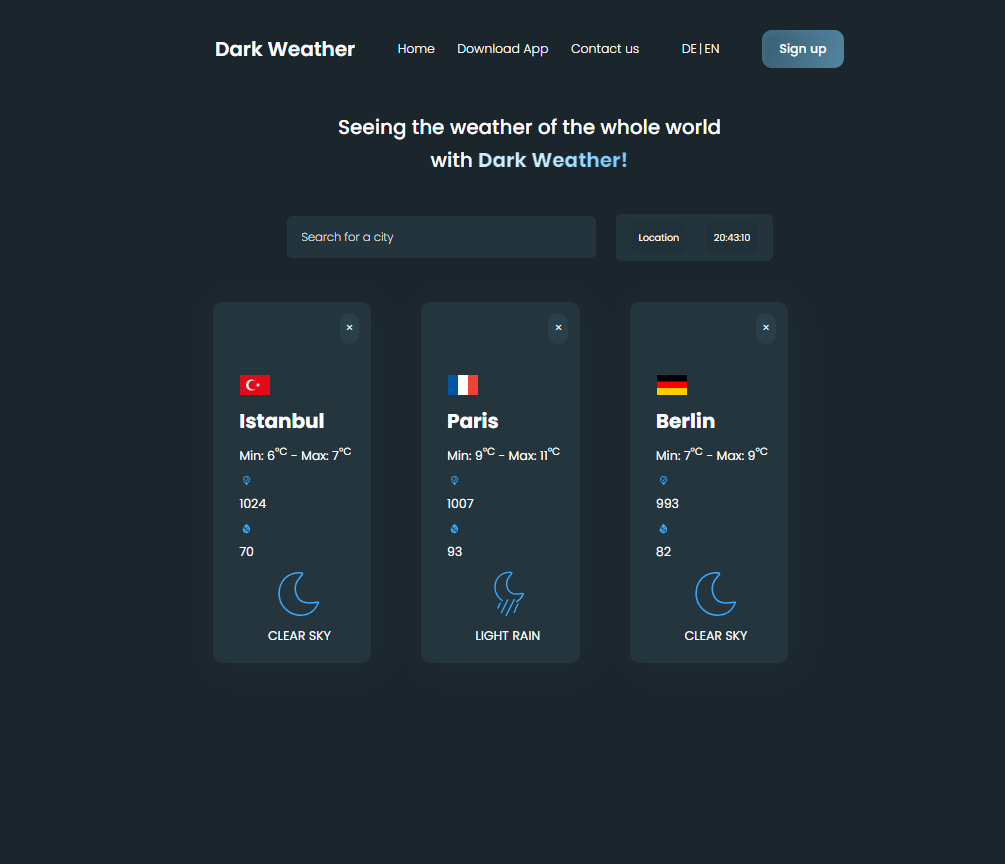 Dark Weather Home Download App Contact us DE | EN Sign up
Seeing the weather of the whole world
with Dark Weather!
Search for a city Location 20:43:10
×
Istanbul
Min: 6°C - Max: 7°C
1024
70
CLEAR SKY
×
Paris
Min: 9°C - Max: 11°C
1007
93
LIGHT RAIN
×
Berlin
Min: 7°C - Max: 9°C
993
82
CLEAR SKY